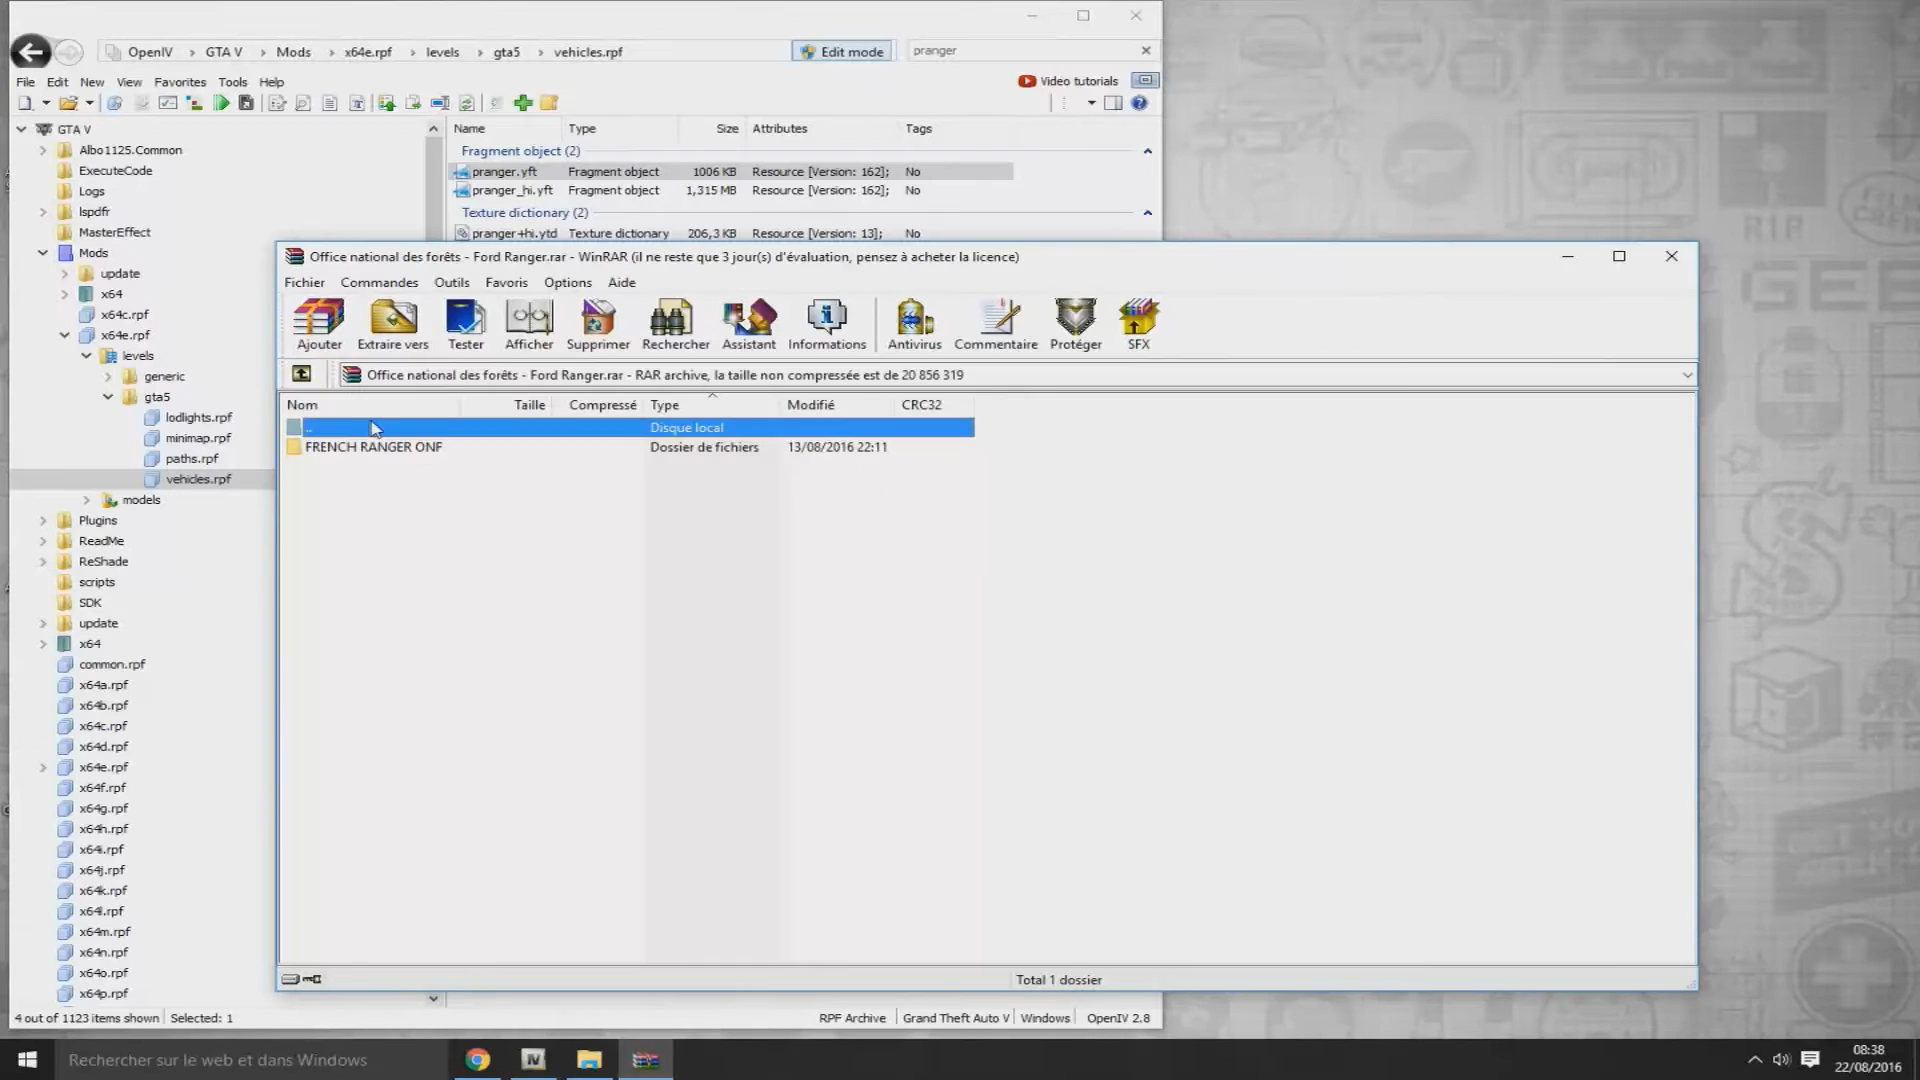 OpenIV > GTA V > Mods > x64e.rpf > levels > gta5 > vehicles.rpf
Edit mode
pranger
File Edit New View Favorites Tools Help
Video tutorials
GTA V
Albo1125.Common
ExecuteCode
Logs
lspdfr
MasterEffect
Mods
update
x64
x64c.rpf
x64e.rpf
levels
generic
gta5
lodlights.rpf
minimap.rpf
paths.rpf
vehicles.rpf
models
Plugins
ReadMe
ReShade
scripts
SDK
update
x64
common.rpf
x64a.rpf
x64b.rpf
x64c.rpf
x64d.rpf
x64e.rpf
x64f.rpf
x64g.rpf
x64h.rpf
x64i.rpf
x64j.rpf
x64k.rpf
x64l.rpf
x64m.rpf
x64n.rpf
x64o.rpf
x64p.rpf
Name Type Size Attributes Tags
Fragment object (2)
pranger.yft Fragment object 1006 KB Resource [Version: 162]; No
pranger_hi.yft Fragment object 1,315 MB Resource [Version: 162]; No
Texture dictionary (2)
pranger+hi.ytd Texture dictionary 206,3 KB Resource [Version: 13]; No
Office national des forêts - Ford Ranger.rar - WinRAR (il ne reste que 3 jour(s) d'évaluation, pensez à acheter la licence)
Fichier Commandes Outils Favoris Options Aide
Ajouter Extraire vers Tester Afficher Supprimer Rechercher Assistant Informations Antivirus Commentaire Protéger SFX
Office national des forêts - Ford Ranger.rar - RAR archive, la taille non compressée est de 20 856 319
Nom Taille Compressé Type Modifié CRC32
.. Disque local
FRENCH RANGER ONF Dossier de fichiers 13/08/2016 22:11
Total 1 dossier
4 out of 1123 items shown Selected: 1
RPF Archive Grand Theft Auto V Windows OpenIV 2.8
Rechercher sur le web et dans Windows
IV
08:38
22/08/2016
RIP
GEE